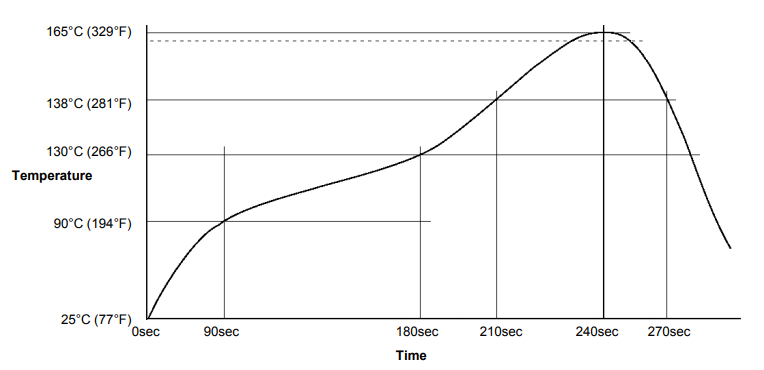 165°C (329°F)
138°C (281°F)
130°C (266°F)
Temperature
90°C (194°F)
25°C (77°F)
0sec 90sec 180sec 210sec 240sec 270sec
Time